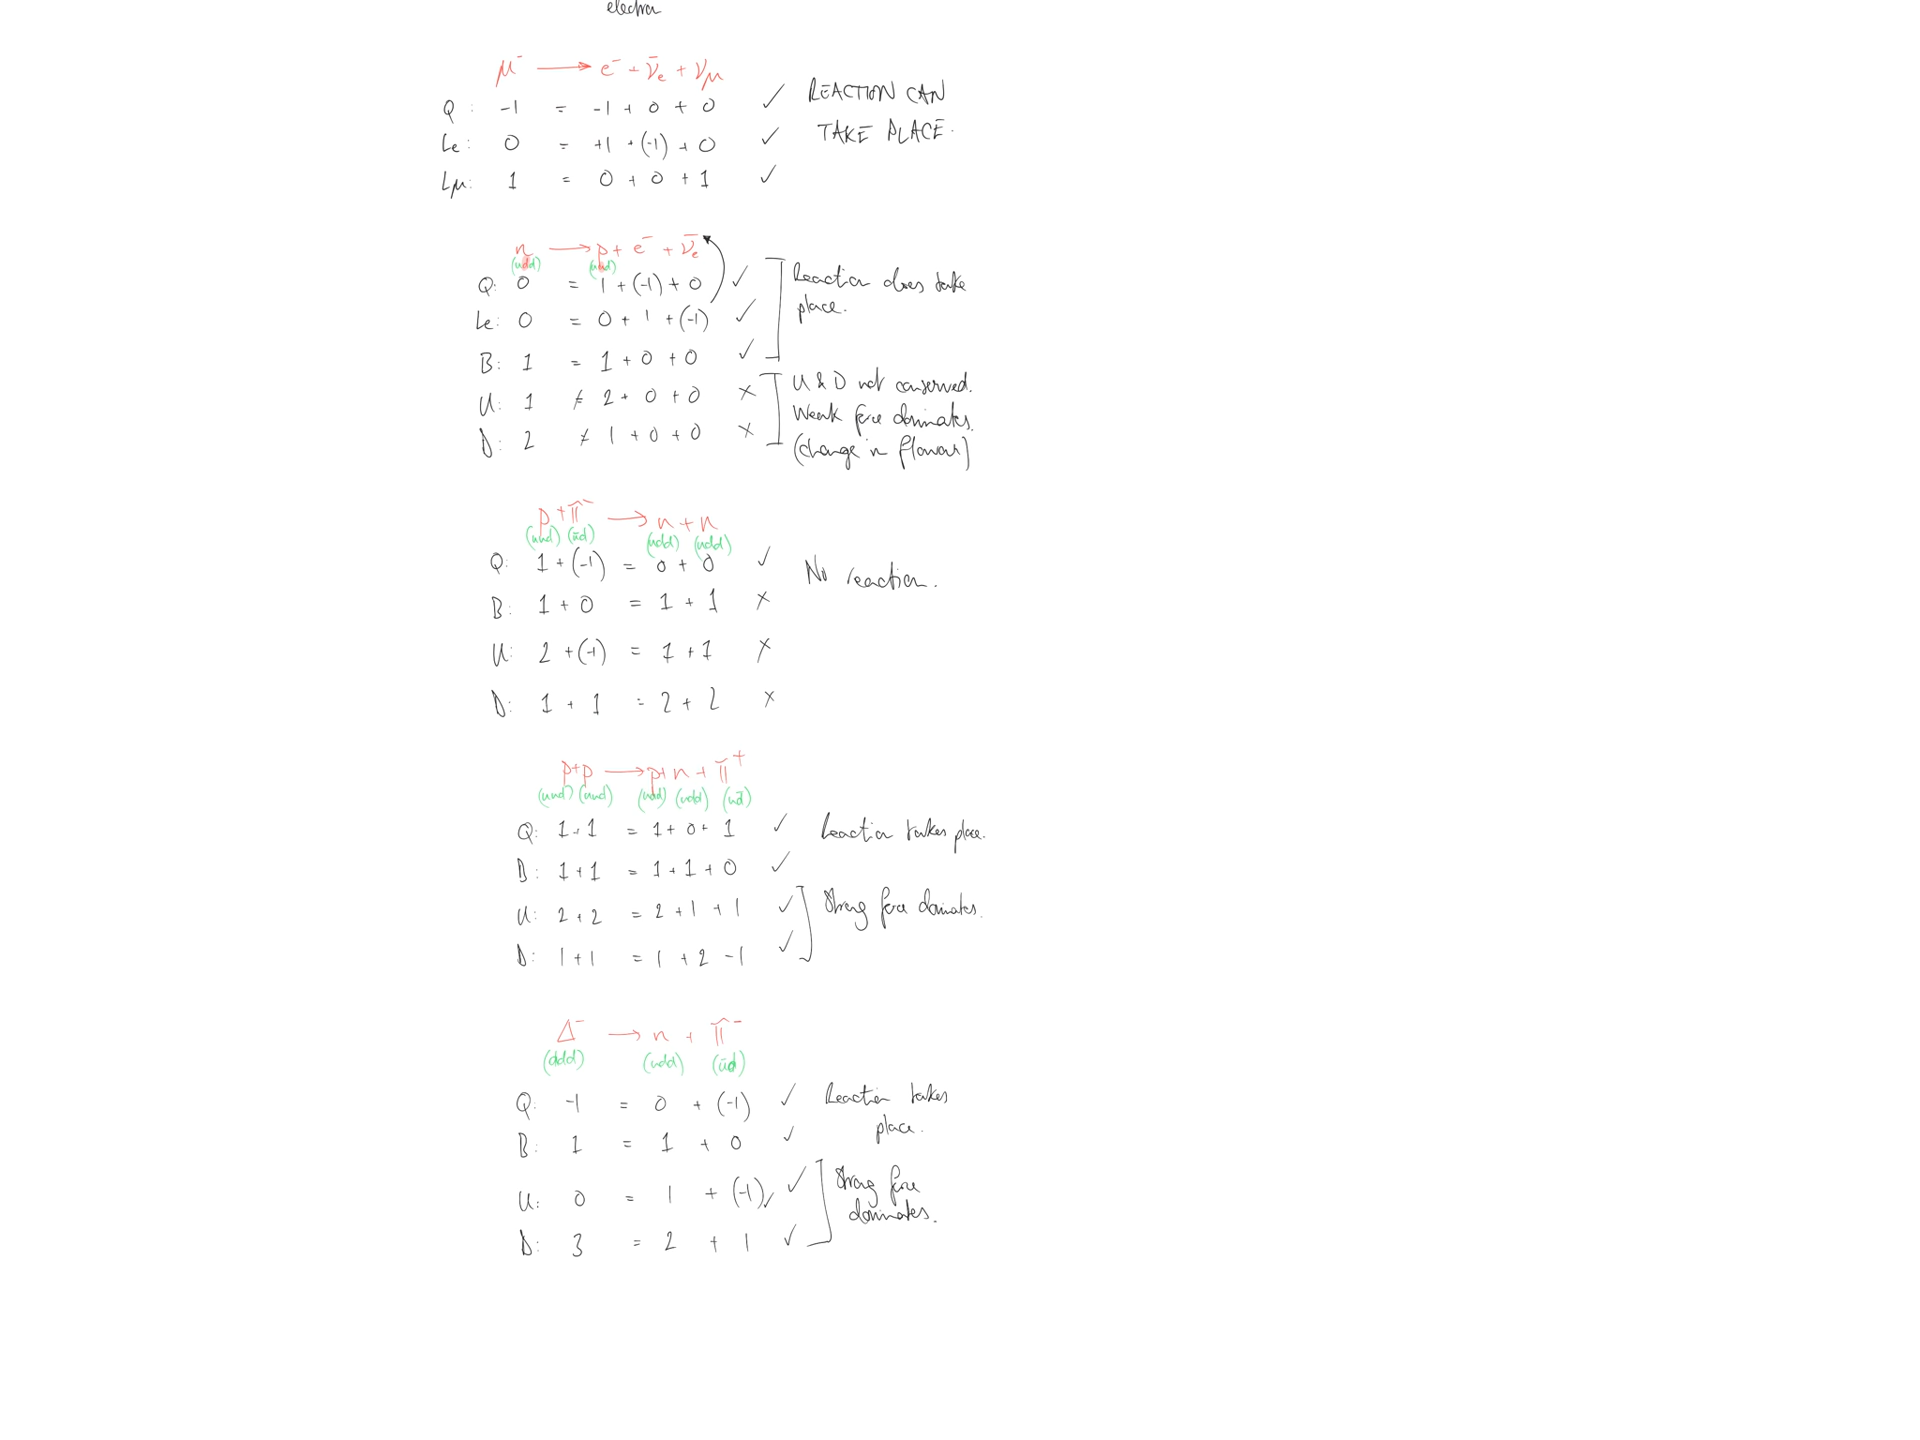 electron
μ⁻ → e⁻ + ν̄e + νμ
Q: -1 = -1 + 0 + 0 ✓ REACTION CAN
Le: 0 = +1 + (-1) + 0 ✓ TAKE PLACE.
Lμ: 1 = 0 + 0 + 1 ✓
n → p + e⁻ + ν̄e
(udd) (uud)
Q: 0 = 1 + (-1) + 0 ✓ Reaction does take
Le: 0 = 0 + 1 + (-1) ✓ place.
B: 1 = 1 + 0 + 0 ✓
U: 1 ≠ 2 + 0 + 0 × U & D not conserved.
D: 2 ≠ 1 + 0 + 0 × Weak force dominates.
(change in flavour)
p + π⁻ → n + n
(uud) (ūd) (udd) (udd)
Q: 1 + (-1) = 0 + 0 ✓ No reaction.
B: 1 + 0 = 1 + 1 ×
U: 2 + (-1) = 1 + 1 ×
D: 1 + 1 = 2 + 2 ×
p + p → p + n + π⁺
(uud) (uud) (udd) (udd) (ud̄)
Q: 1 + 1 = 1 + 0 + 1 ✓ Reaction takes place.
B: 1 + 1 = 1 + 1 + 0 ✓
U: 2 + 2 = 2 + 1 + 1 ✓ Strong force dominates.
D: 1 + 1 = 1 + 2 - 1 ✓
Δ⁻ → n + π⁻
(ddd) (udd) (ūd)
Q: -1 = 0 + (-1) ✓ Reaction takes
B: 1 = 1 + 0 ✓ place.
U: 0 = 1 + (-1) ✓ Strong force
D: 3 = 2 + 1 ✓ dominates.